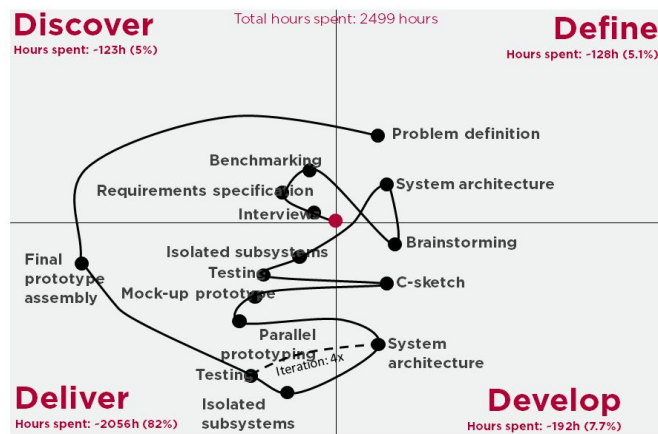 Discover
Hours spent: ~123h (5%)
Total hours spent: 2499 hours
Define
Hours spent: ~128h (5.1%)
Problem definition
Benchmarking
Requirements specification
System architecture
Interviews
Brainstorming
Isolated subsystems
Final
prototype
assembly
Testing
C-sketch
Mock-up prototype
Parallel
prototyping
System
architecture
Iteration: 4x
Testing
Isolated
subsystems
Deliver
Hours spent: ~2056h (82%)
Develop
Hours spent: ~192h (7.7%)